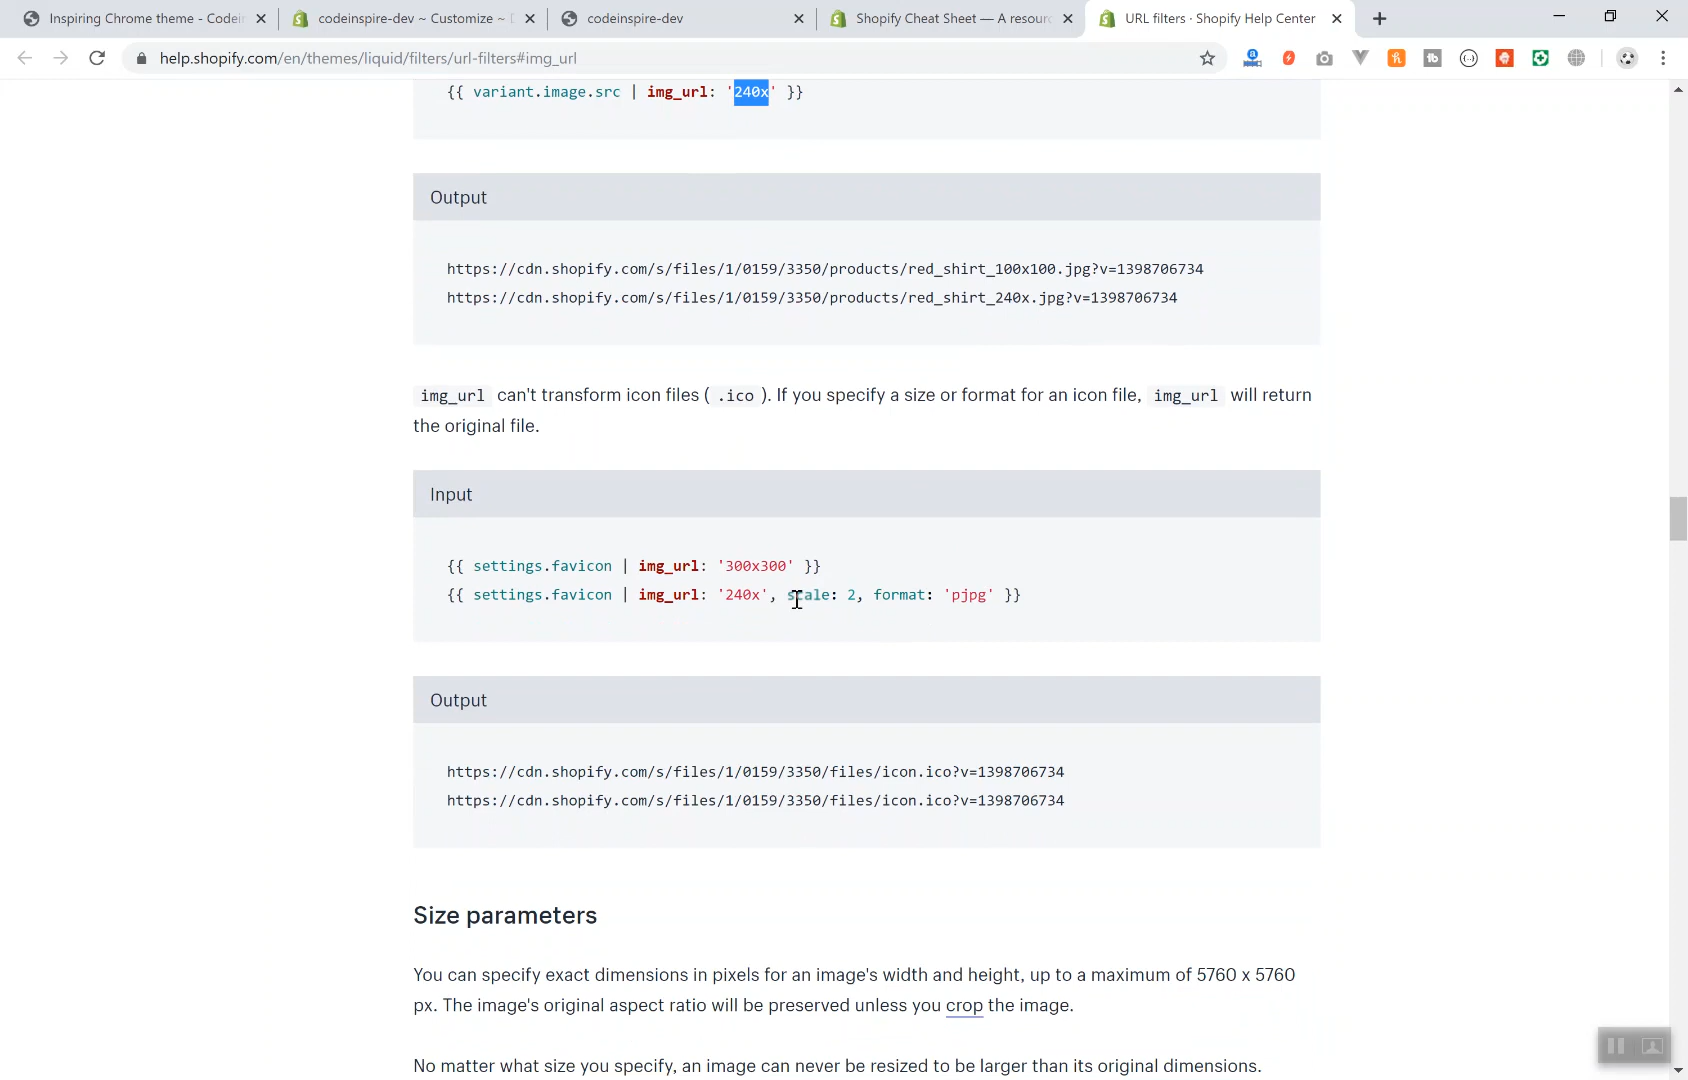 Inspiring Chrome theme - Codein
codeinspire-dev ~ Customize ~ D
codeinspire-dev
Shopify Cheat Sheet — A resourc
URL filters · Shopify Help Center
help.shopify.com/en/themes/liquid/filters/url-filters#img_url
{{ variant.image.src | img_url: '240x' }}
Output
https://cdn.shopify.com/s/files/1/0159/3350/products/red_shirt_100x100.jpg?v=1398706734
https://cdn.shopify.com/s/files/1/0159/3350/products/red_shirt_240x.jpg?v=1398706734
img_url can't transform icon files ( .ico ). If you specify a size or format for an icon file, img_url will return
the original file.
Input
{{ settings.favicon | img_url: '300x300' }}
{{ settings.favicon | img_url: '240x', scale: 2, format: 'pjpg' }}
Output
https://cdn.shopify.com/s/files/1/0159/3350/files/icon.ico?v=1398706734
https://cdn.shopify.com/s/files/1/0159/3350/files/icon.ico?v=1398706734
Size parameters
You can specify exact dimensions in pixels for an image's width and height, up to a maximum of 5760 x 5760
px. The image's original aspect ratio will be preserved unless you crop the image.
No matter what size you specify, an image can never be resized to be larger than its original dimensions.